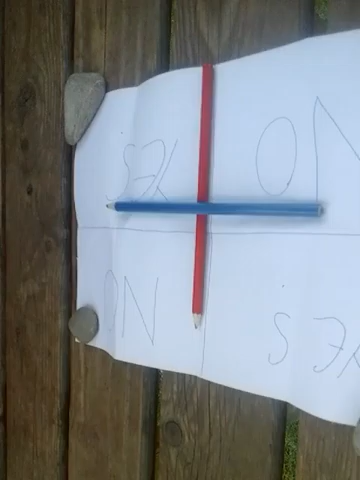 YES NO
NO YES